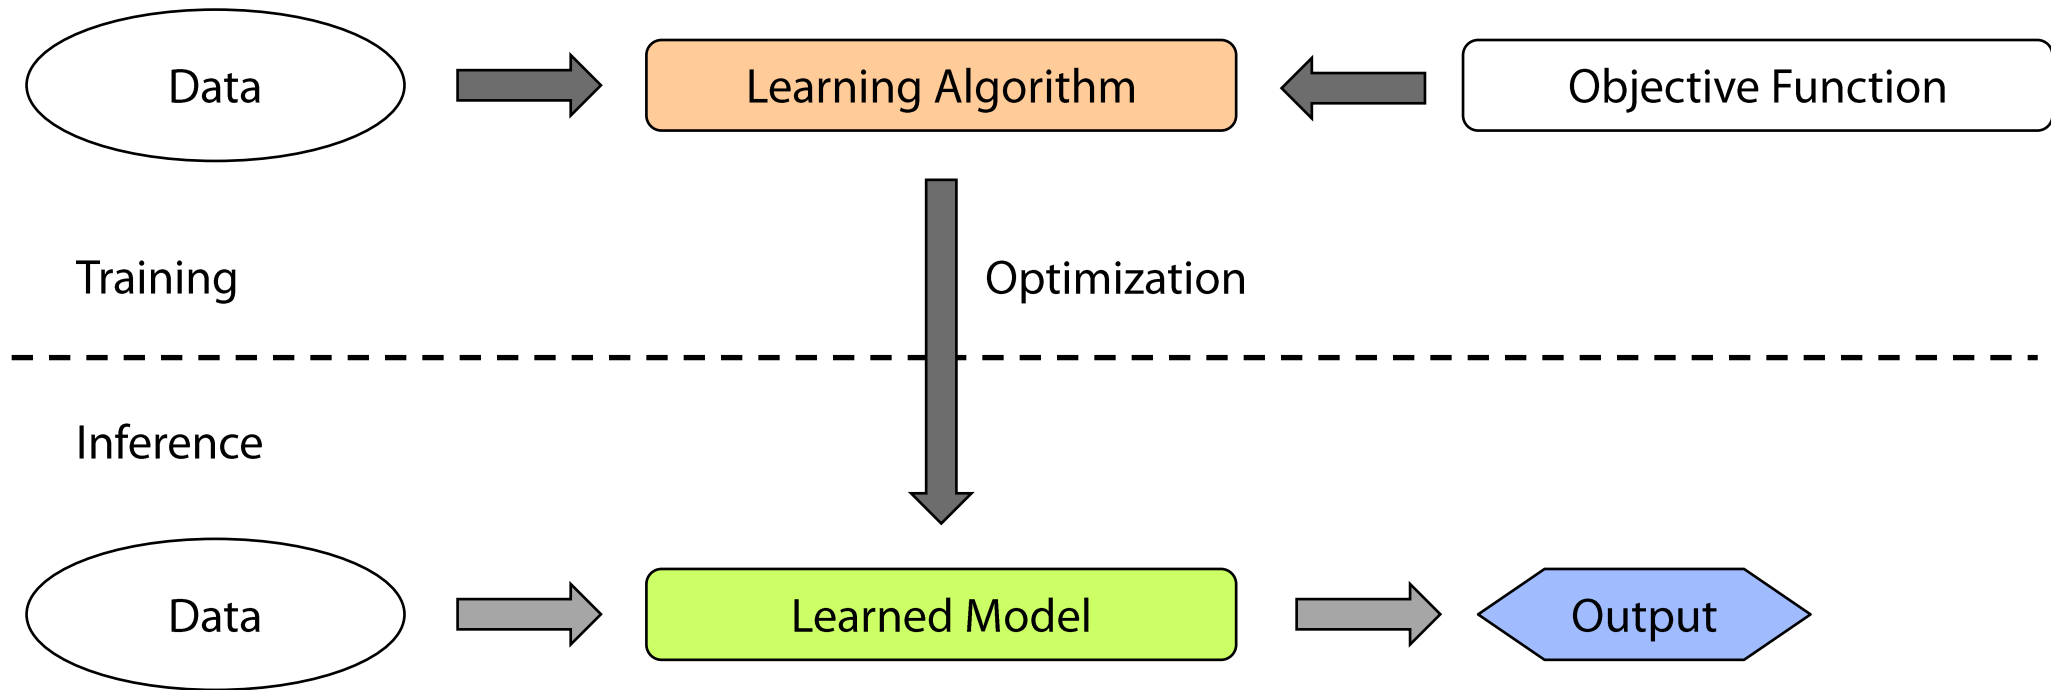 Data
Learning Algorithm
Objective Function
Training
Optimization
Inference
Data
Learned Model
Output